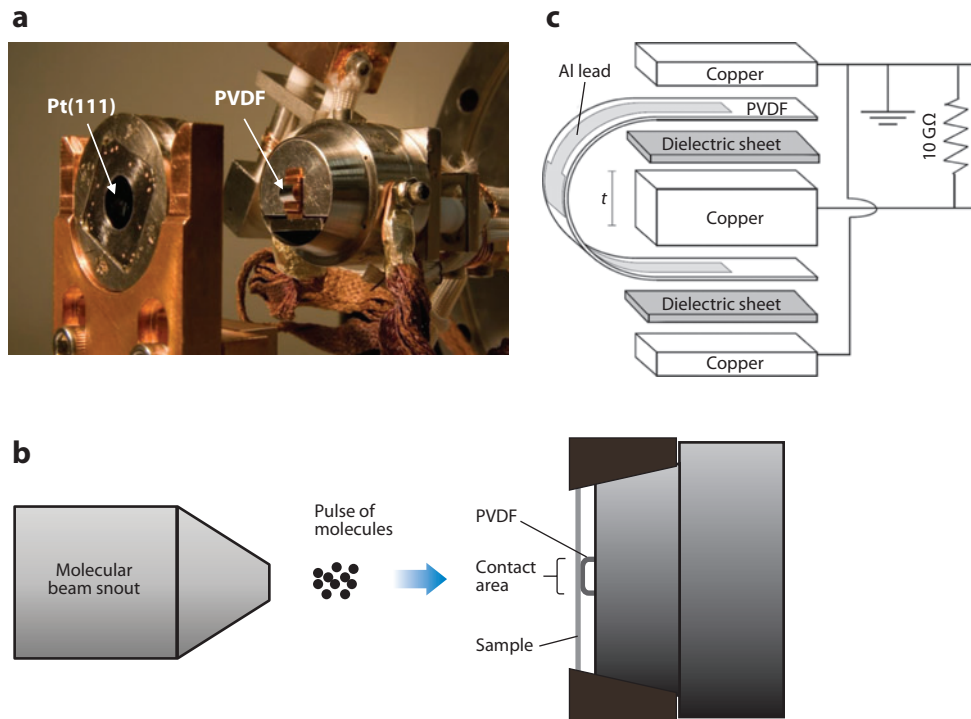 a
Pt(111)
PVDF
c
Al lead
Copper
PVDF
Dielectric sheet
t
Copper
10 GΩ
Dielectric sheet
Copper
b
Molecular
beam snout
Pulse of
molecules
PVDF
Contact
area
Sample